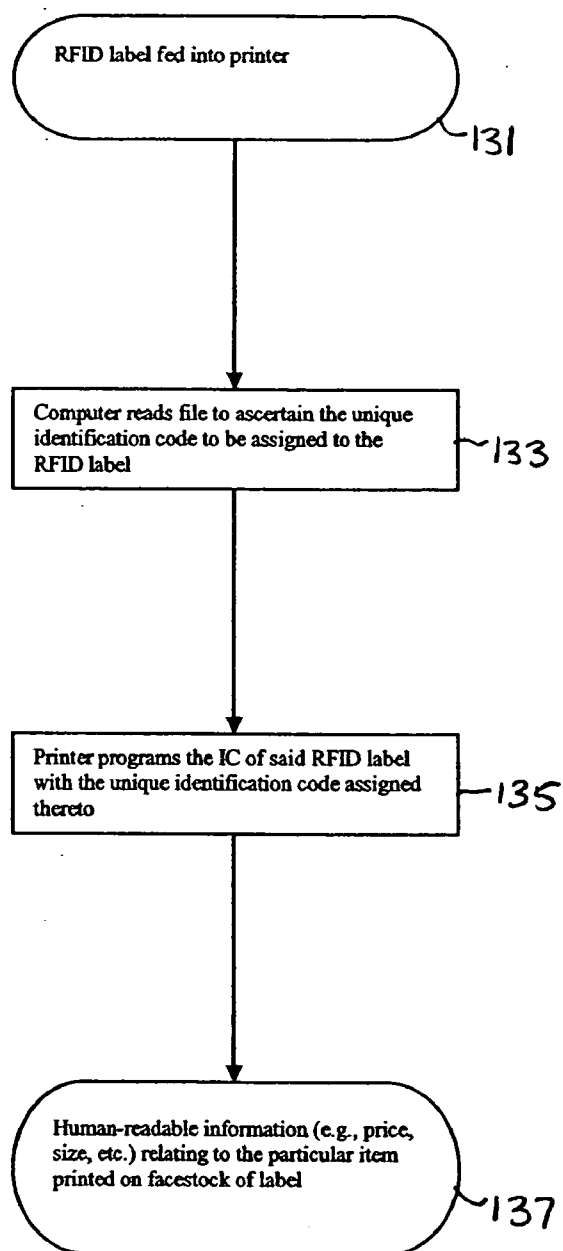 RFID label fed into printer
131
Computer reads file to ascertain the unique
identification code to be assigned to the
RFID label
133
Printer programs the IC of said RFID label
with the unique identification code assigned
thereto
135
Human-readable information (e.g., price,
size, etc.) relating to the particular item
printed on facestock of label
137